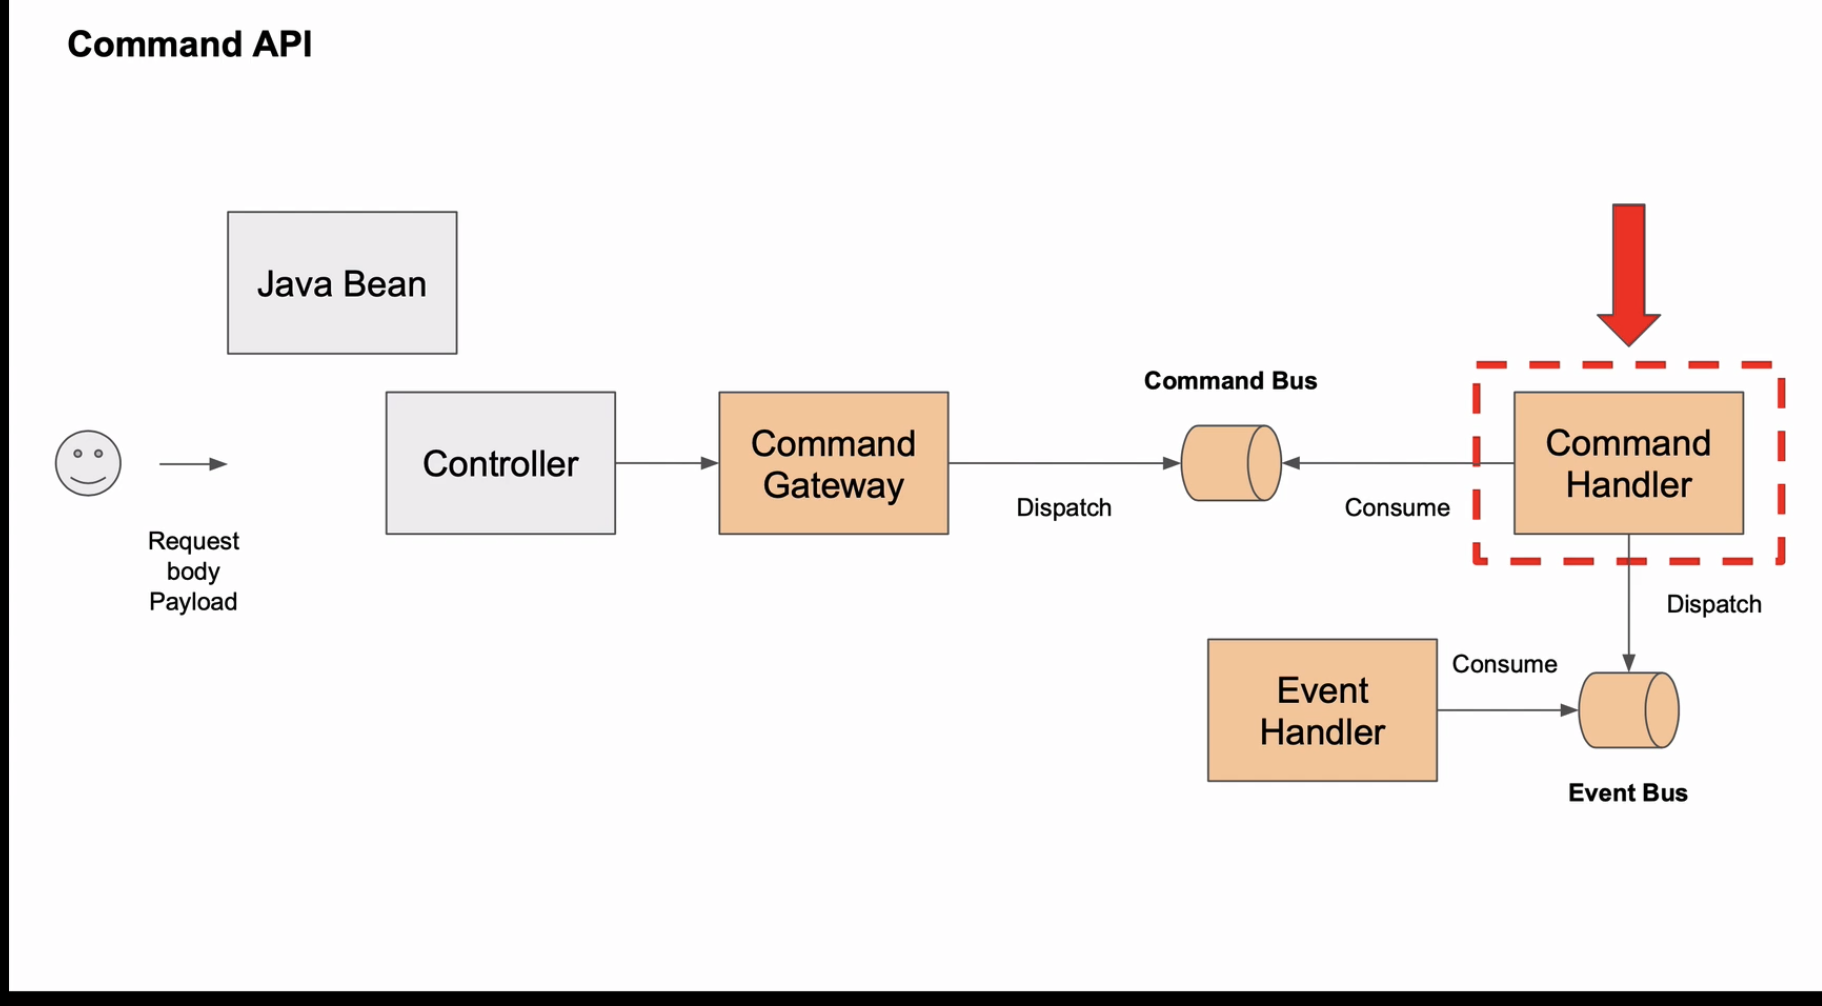 Command API
Java Bean
Request
body
Payload
Controller
Command
Gateway
Dispatch
Command Bus
Consume
Command
Handler
Dispatch
Event
Handler
Consume
Event Bus